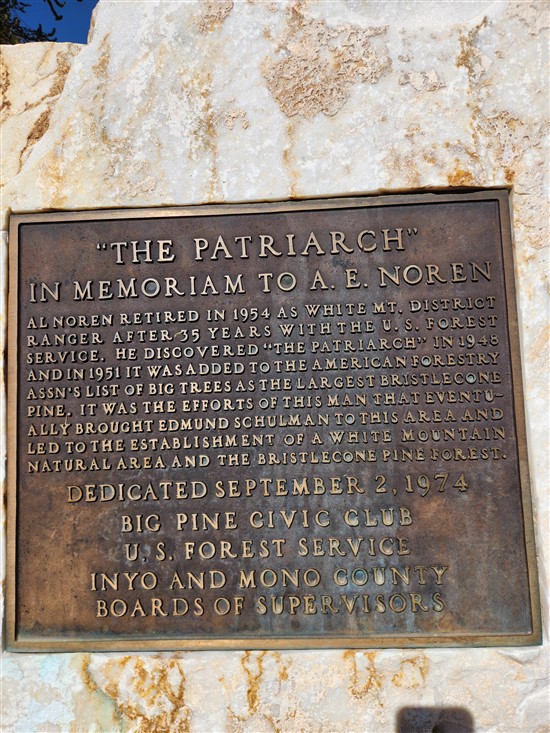 "THE PATRIARCH"
IN MEMORIAM TO A. E. NOREN
AL NOREN RETIRED IN 1954 AS WHITE MT. DISTRICT
RANGER AFTER 35 YEARS WITH THE U. S. FOREST
SERVICE. HE DISCOVERED "THE PATRIARCH" IN 1948
AND IN 1951 IT WAS ADDED TO THE AMERICAN FORESTRY
ASSN'S LIST OF BIG TREES AS THE LARGEST BRISTLECONE
PINE. IT WAS THE EFFORTS OF THIS MAN THAT EVENTU-
ALLY BROUGHT EDMUND SCHULMAN TO THIS AREA AND
LED TO THE ESTABLISHMENT OF A WHITE MOUNTAIN
NATURAL AREA AND THE BRISTLECONE PINE FOREST.
DEDICATED SEPTEMBER 2, 1974
BIG PINE CIVIC CLUB
U. S. FOREST SERVICE
INYO AND MONO COUNTY
BOARDS OF SUPERVISORS